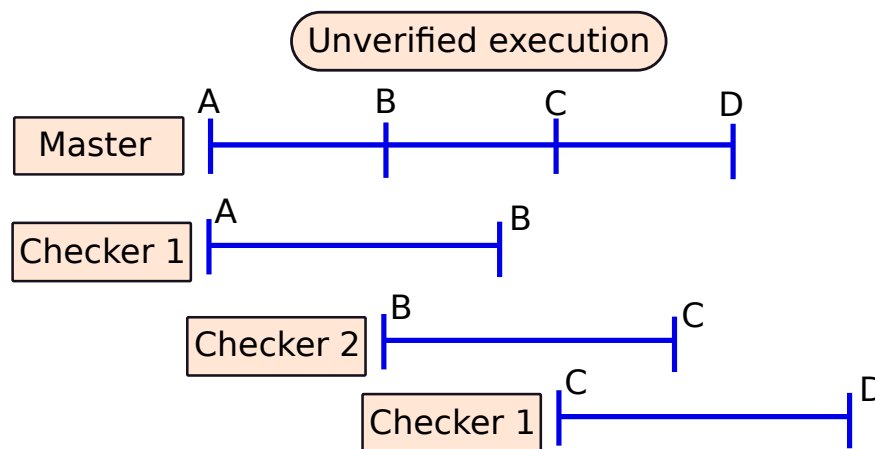 Unverified execution
A B C D
Master
A B
Checker 1
B C
Checker 2
C D
Checker 1